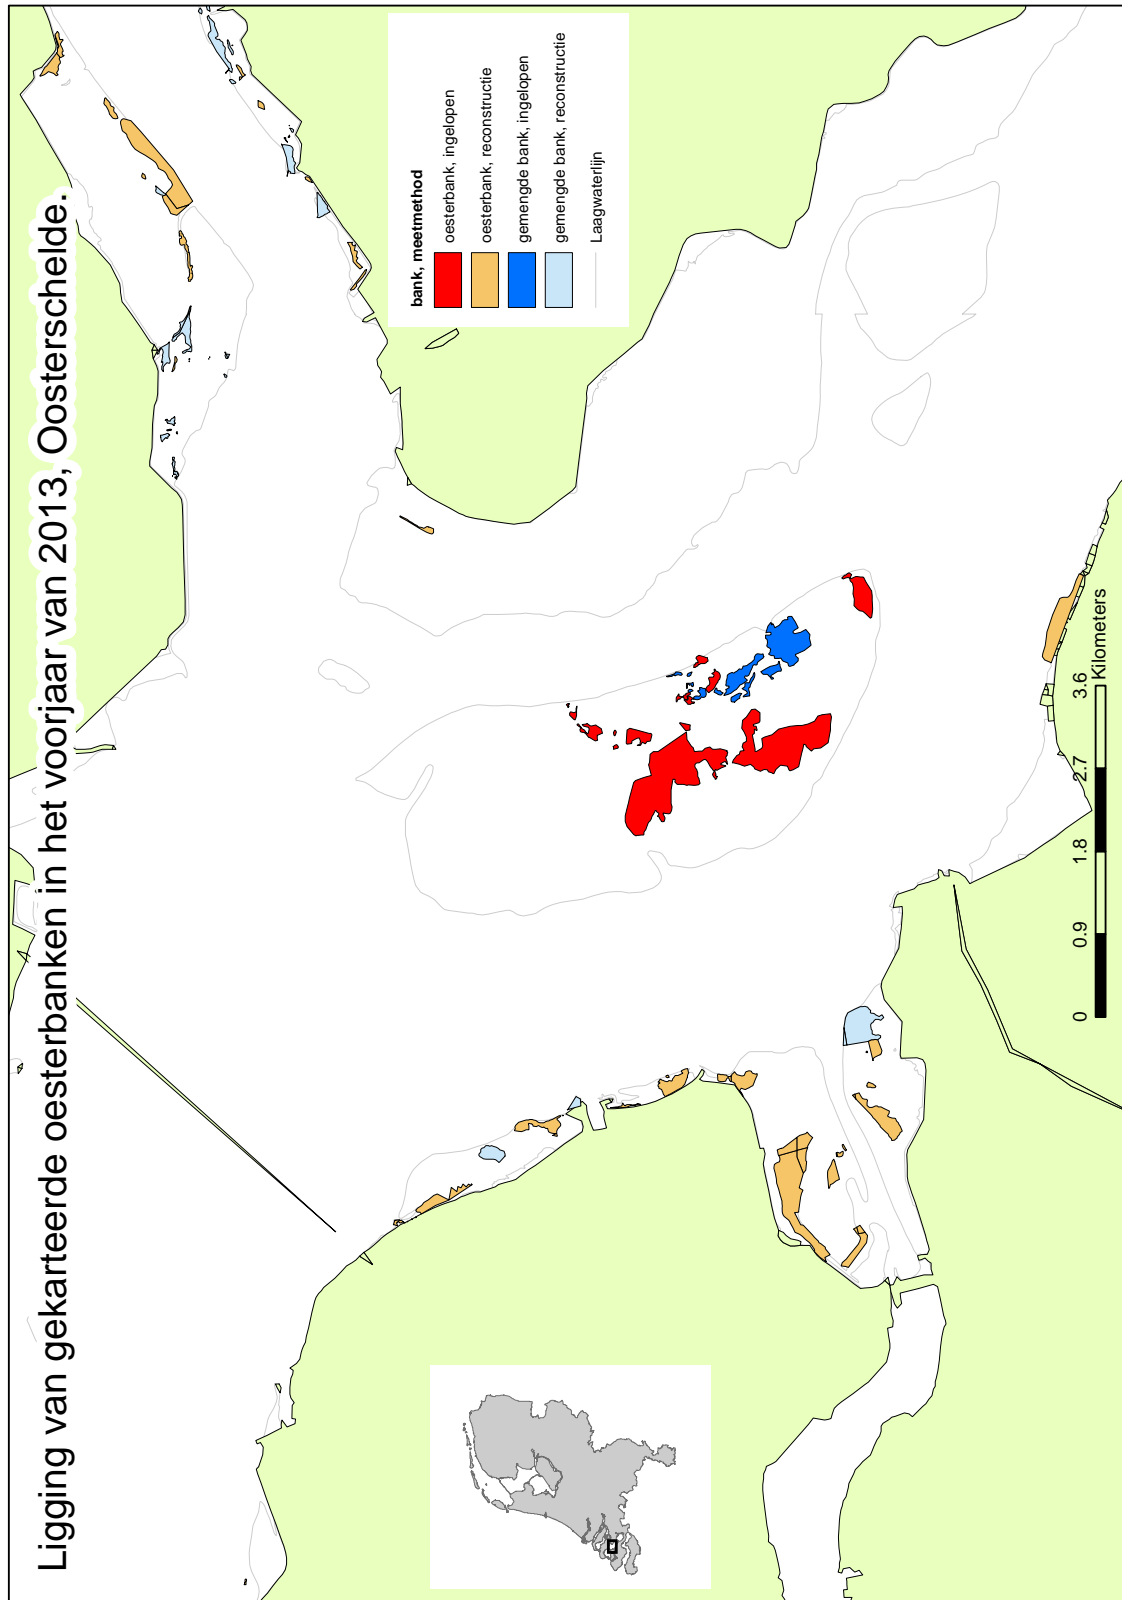 Ligging van gekarteerde oesterbanken in het voorjaar van 2013, Oosterschelde.
bank, meetmethod
oesterbank, ingelopen
oesterbank, reconstructie
gemengde bank, ingelopen
gemengde bank, reconstructie
Laagwaterlijn
0 0.9 1.8 2.7 3.6
Kilometers